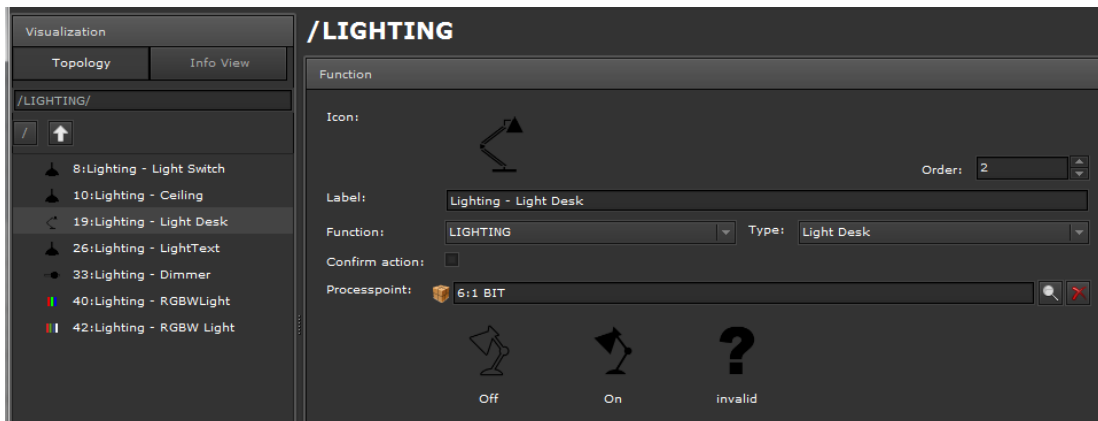 Visualization
Topology
Info View
/LIGHTING/
/
8:Lighting - Light Switch
10:Lighting - Ceiling
19:Lighting - Light Desk
26:Lighting - LightText
33:Lighting - Dimmer
40:Lighting - RGBWLight
42:Lighting - RGBW Light
/LIGHTING
Function
Icon:
Order: 2
Label: Lighting - Light Desk
Function: LIGHTING Type: Light Desk
Confirm action:
Processpoint: 6:1 BIT
?
Off On invalid